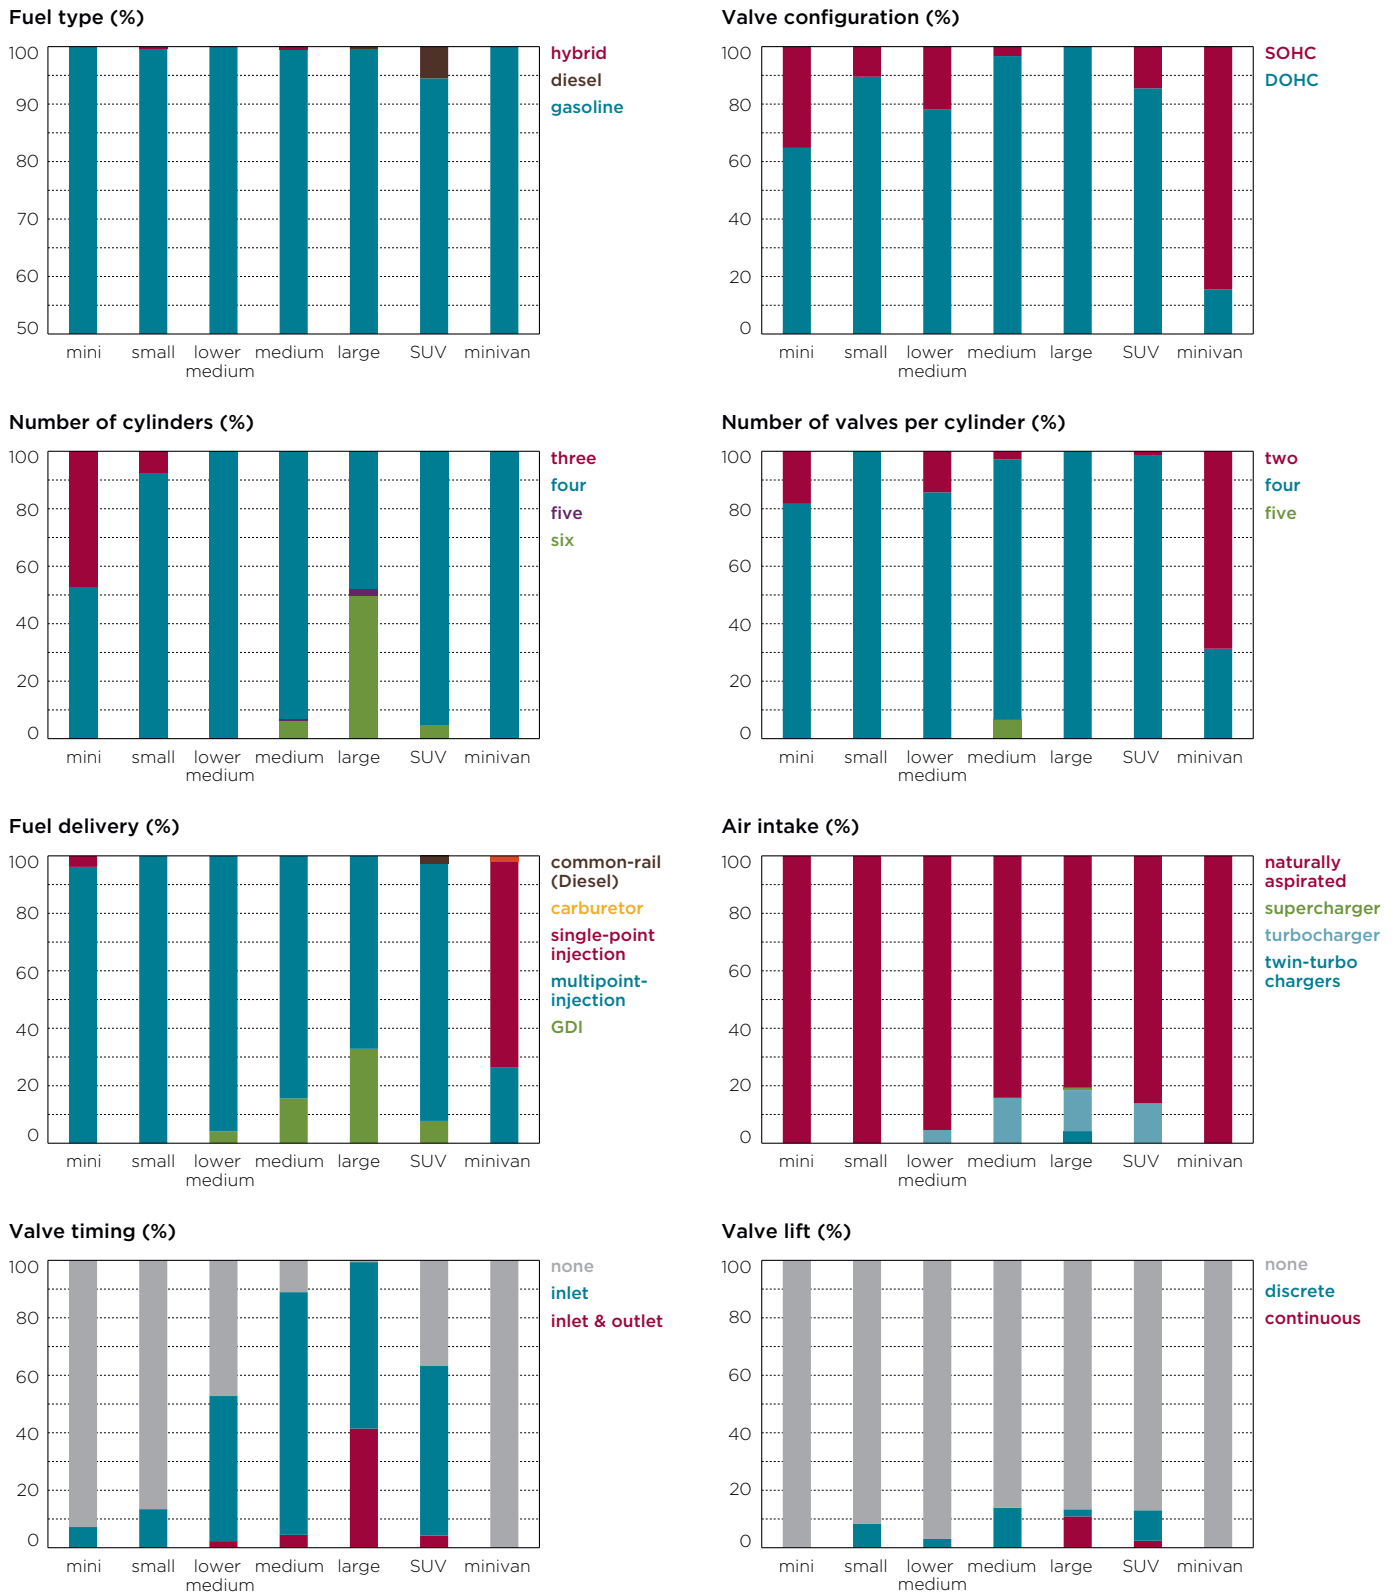 Fuel type (%)
100
90
80
70
60
50
mini small lower medium large SUV minivan
medium
hybrid
diesel
gasoline
Valve configuration (%)
100
80
60
40
20
0
mini small lower medium large SUV minivan
medium
SOHC
DOHC
Number of cylinders (%)
100
80
60
40
20
0
mini small lower medium large SUV minivan
medium
three
four
five
six
Number of valves per cylinder (%)
100
80
60
40
20
0
mini small lower medium large SUV minivan
medium
two
four
five
Fuel delivery (%)
100
80
60
40
20
0
mini small lower medium large SUV minivan
medium
common-rail
(Diesel)
carburetor
single-point
injection
multipoint-
injection
GDI
Air intake (%)
100
80
60
40
20
0
mini small lower medium large SUV minivan
medium
naturally
aspirated
supercharger
turbocharger
twin-turbo
chargers
Valve timing (%)
100
80
60
40
20
0
mini small lower medium large SUV minivan
medium
none
inlet
inlet & outlet
Valve lift (%)
100
80
60
40
20
0
mini small lower medium large SUV minivan
medium
none
discrete
continuous